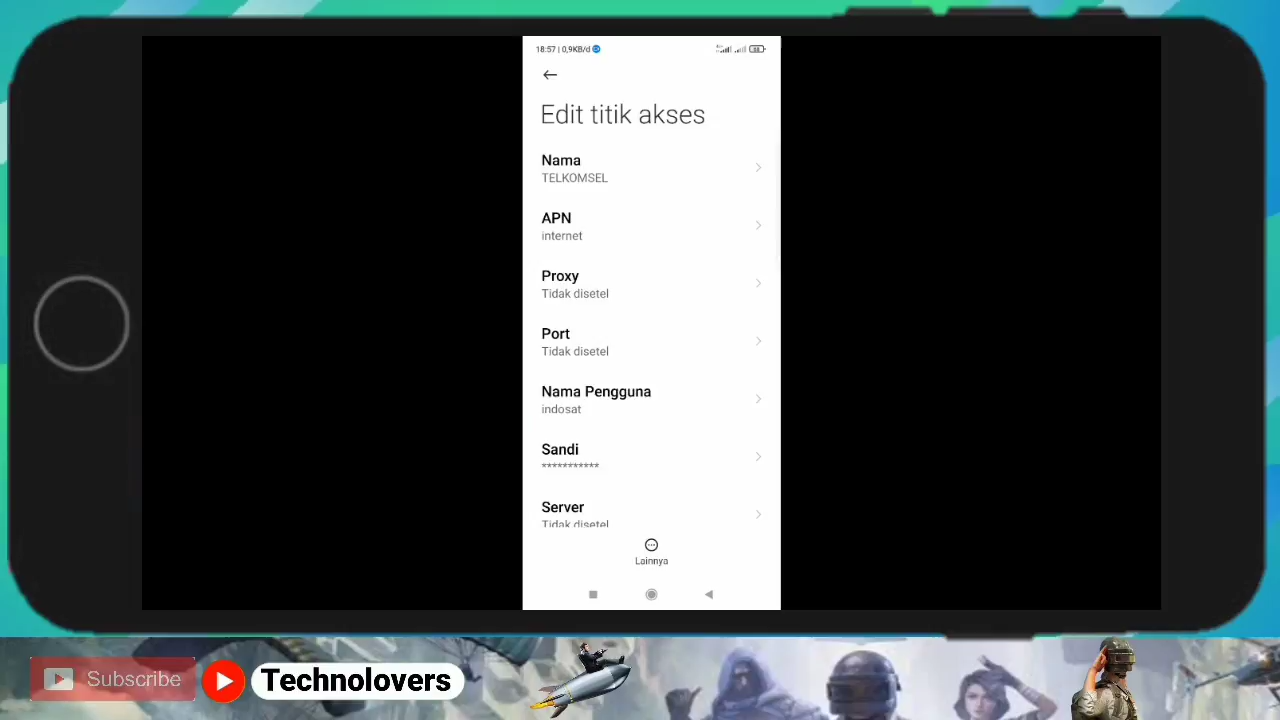 18:57 | 0,9KB/d
Edit titik akses
Nama
TELKOMSEL
APN
internet
Proxy
Tidak disetel
Port
Tidak disetel
Nama Pengguna
indosat
Sandi
***********
Server
Tidak disetel
Lainnya
Subscribe
Technolovers